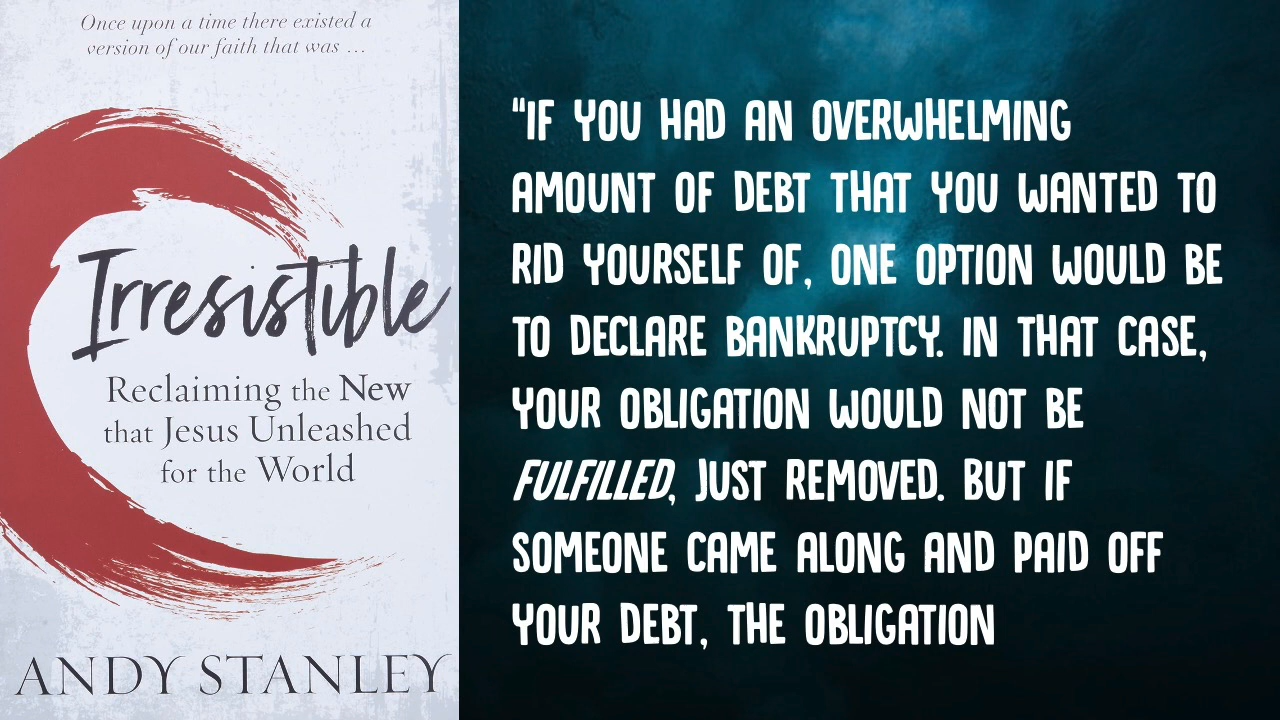 Once upon a time there existed a
version of our faith that was ...
Irresistible
Reclaiming the New
that Jesus Unleashed
for the World
ANDY STANLEY
“IF YOU HAD AN OVERWHELMING
AMOUNT OF DEBT THAT YOU WANTED TO
RID YOURSELF OF, ONE OPTION WOULD BE
TO DECLARE BANKRUPTCY. IN THAT CASE,
YOUR OBLIGATION WOULD NOT BE
FULFILLED, JUST REMOVED. BUT IF
SOMEONE CAME ALONG AND PAID OFF
YOUR DEBT, THE OBLIGATION